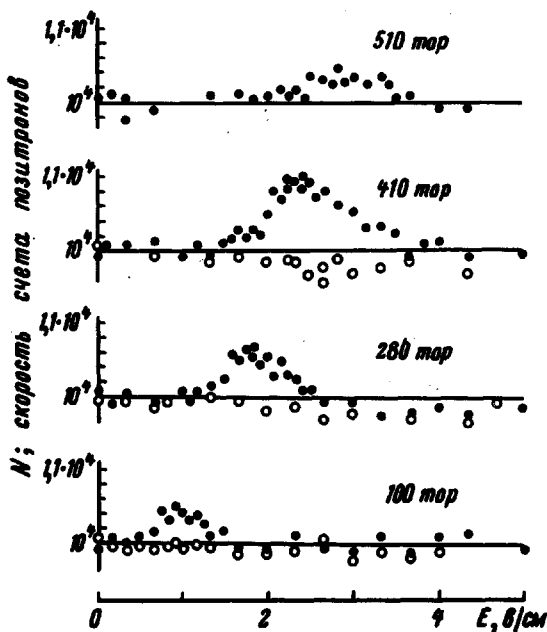 N; скорость счета позитронов
1,1·10⁴
510 тор
10⁴
1,1·10⁴
410 тор
10⁴
1,1·10⁴
260 тор
10⁴
1,1·10⁴
100 тор
10⁴
0 2 4 E, в/см